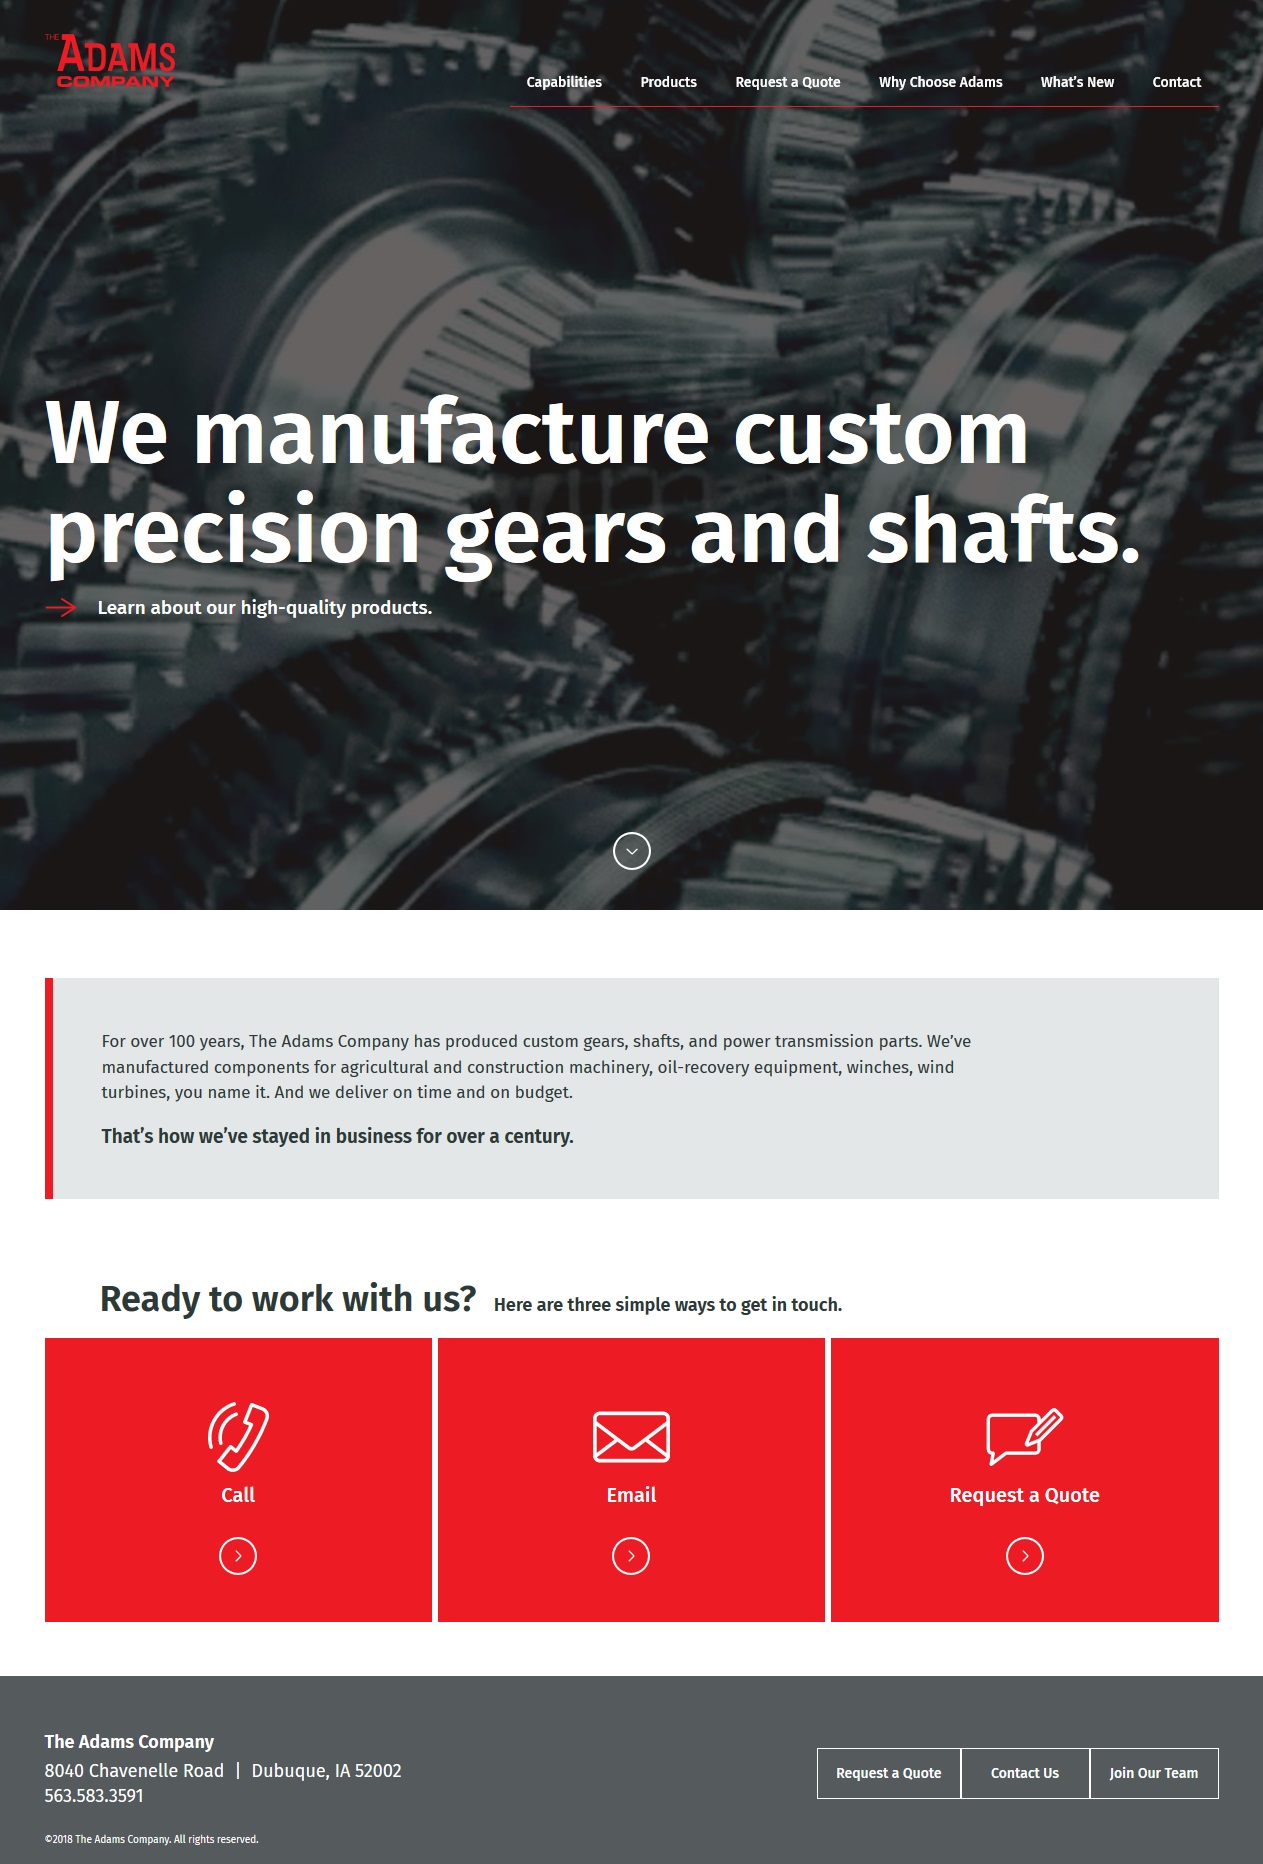 THE
ADAMS
COMPANY
Capabilities Products Request a Quote Why Choose Adams What’s New Contact
We manufacture custom
precision gears and shafts.
Learn about our high-quality products.
For over 100 years, The Adams Company has produced custom gears, shafts, and power transmission parts. We’ve
manufactured components for agricultural and construction machinery, oil-recovery equipment, winches, wind
turbines, you name it. And we deliver on time and on budget.
That’s how we’ve stayed in business for over a century.
Ready to work with us? Here are three simple ways to get in touch.
Call
Email
Request a Quote
The Adams Company
8040 Chavenelle Road | Dubuque, IA 52002
563.583.3591
Request a Quote Contact Us Join Our Team
©2018 The Adams Company. All rights reserved.